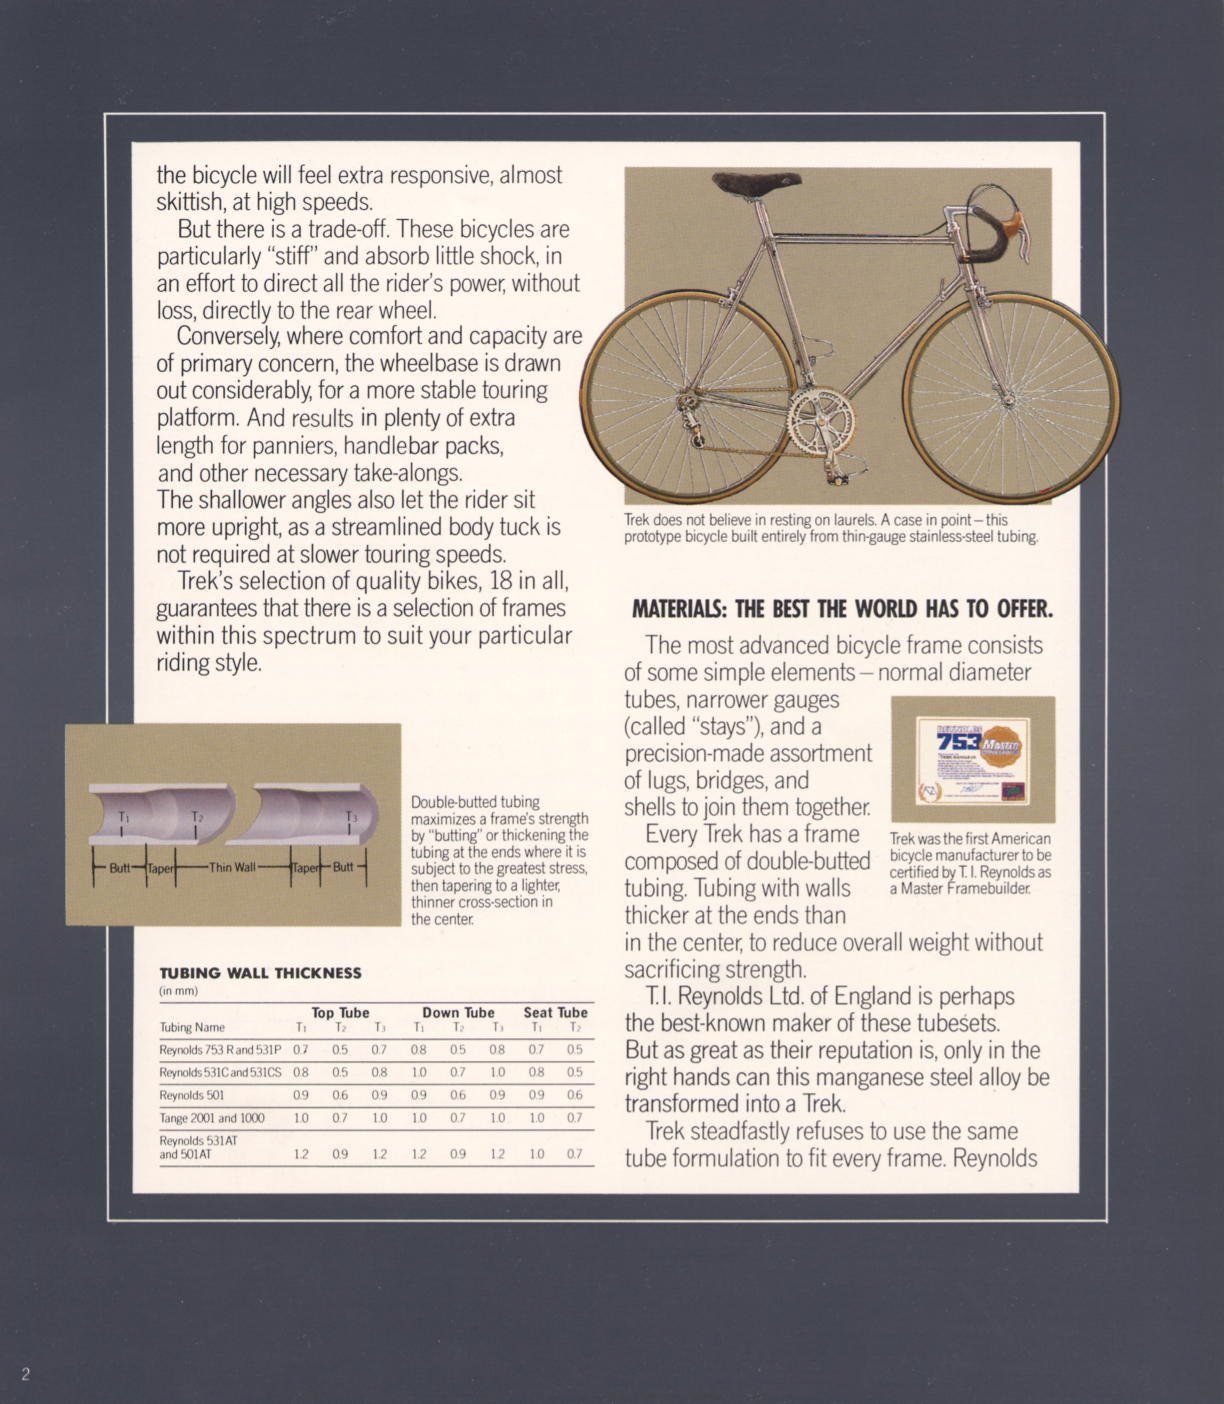 the bicycle will feel extra responsive, almost
skittish, at high speeds.
But there is a trade-off. These bicycles are
particularly "stiff" and absorb little shock, in
an effort to direct all the rider's power, without
loss, directly to the rear wheel.
Conversely, where comfort and capacity are
of primary concern, the wheelbase is drawn
out considerably, for a more stable touring
platform. And results in plenty of extra
length for panniers, handlebar packs,
and other necessary take-alongs.
The shallower angles also let the rider sit
more upright, as a streamlined body tuck is
not required at slower touring speeds.
Trek's selection of quality bikes, 18 in all,
guarantees that there is a selection of frames
within this spectrum to suit your particular
riding style.
T1 T2 T3
Butt Taper Thin Wall Taper Butt
Double-butted tubing
maximizes a frame's strength
by "butting" or thickening the
tubing at the ends where it is
subject to the greatest stress,
then tapering to a lighter,
thinner cross-section in
the center.
TUBING WALL THICKNESS
(in mm)
Top Tube Down Tube Seat Tube
Tubing Name T1 T2 T3 T1 T2 T3 T1 T2
Reynolds 753 R and 531P 0.7 0.5 0.7 0.8 0.5 0.8 0.7 0.5
Reynolds 531C and 531CS 0.8 0.5 0.8 1.0 0.7 1.0 0.8 0.5
Reynolds 501 0.9 0.6 0.9 0.9 0.6 0.9 0.9 0.6
Tange 2001 and 1000 1.0 0.7 1.0 1.0 0.7 1.0 1.0 0.7
Reynolds 531AT
and 501AT 1.2 0.9 1.2 1.2 0.9 1.2 1.0 0.7
Trek does not believe in resting on laurels. A case in point – this
prototype bicycle built entirely from thin-gauge stainless-steel tubing.
MATERIALS: THE BEST THE WORLD HAS TO OFFER.
The most advanced bicycle frame consists
of some simple elements – normal diameter
tubes, narrower gauges
(called "stays"), and a
precision-made assortment
of lugs, bridges, and
shells to join them together.
Every Trek has a frame
composed of double-butted
tubing. Tubing with walls
thicker at the ends than
in the center, to reduce overall weight without
sacrificing strength.
T.I. Reynolds Ltd. of England is perhaps
the best-known maker of these tubesets.
But as great as their reputation is, only in the
right hands can this manganese steel alloy be
transformed into a Trek.
Trek steadfastly refuses to use the same
tube formulation to fit every frame. Reynolds
REYNOLDS
753
MASTER
Trek was the first American
bicycle manufacturer to be
certified by T. I. Reynolds as
a Master Framebuilder.
2